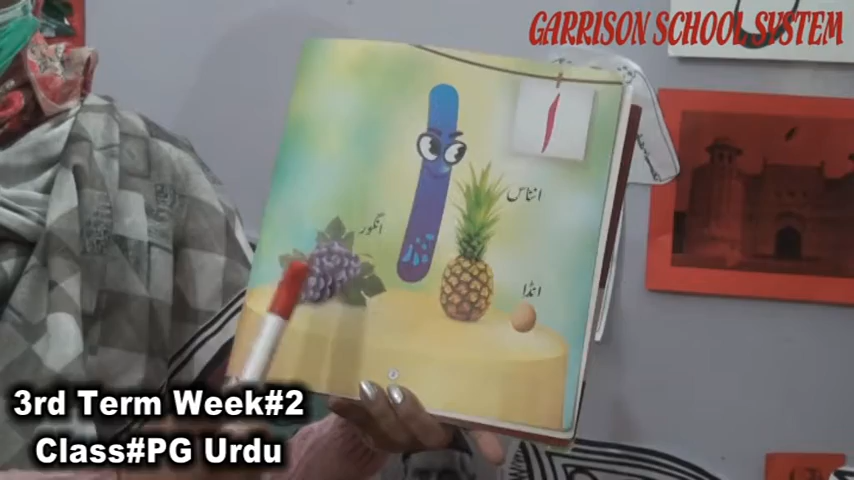 GARRISON SCHOOL SYSTEM
ا
انناس
انگور
انڈا
3rd Term Week#2
Class#PG Urdu